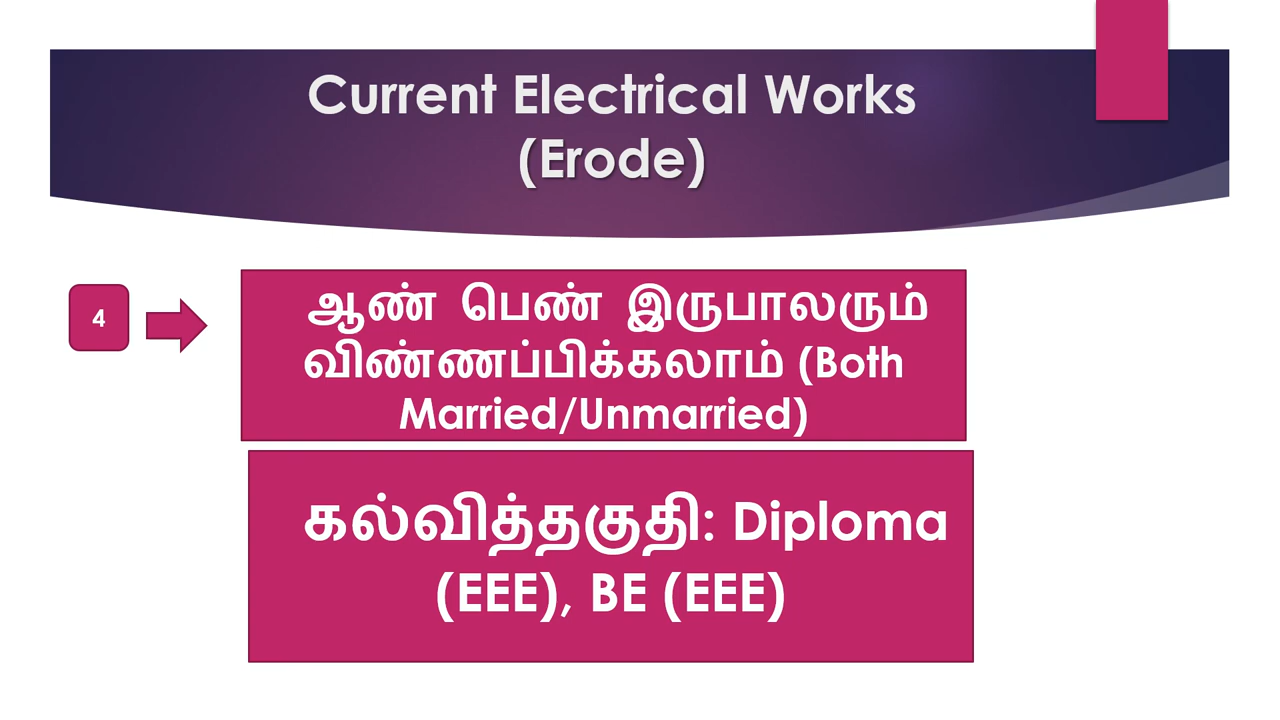 Current Electrical Works
(Erode)
4
ஆண் பெண் இருபாலரும்
விண்ணப்பிக்கலாம் (Both
Married/Unmarried)
கல்வித்தகுதி: Diploma
(EEE), BE (EEE)